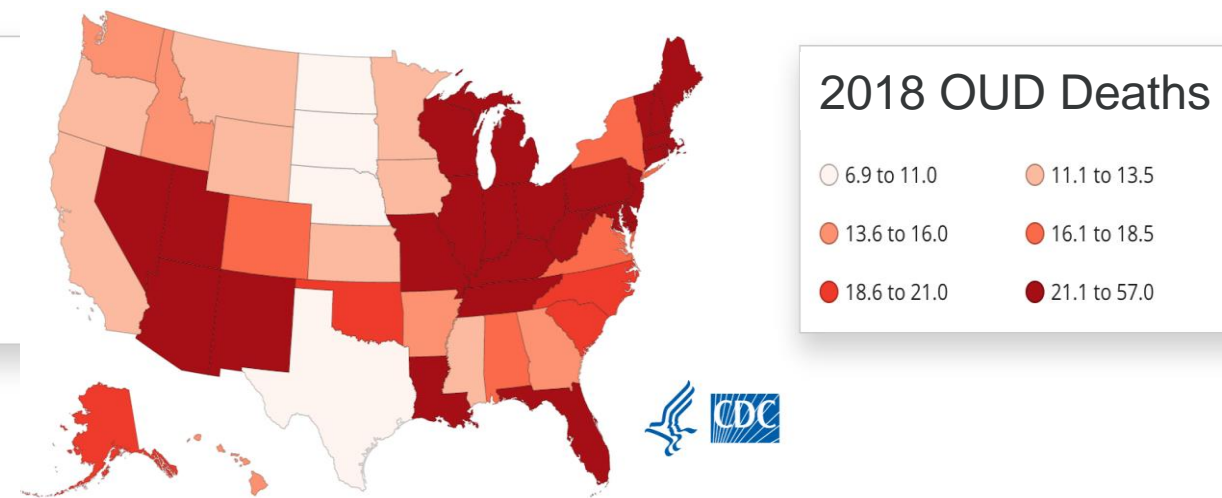 2018 OUD Deaths
6.9 to 11.0
11.1 to 13.5
13.6 to 16.0
16.1 to 18.5
18.6 to 21.0
21.1 to 57.0
CDC